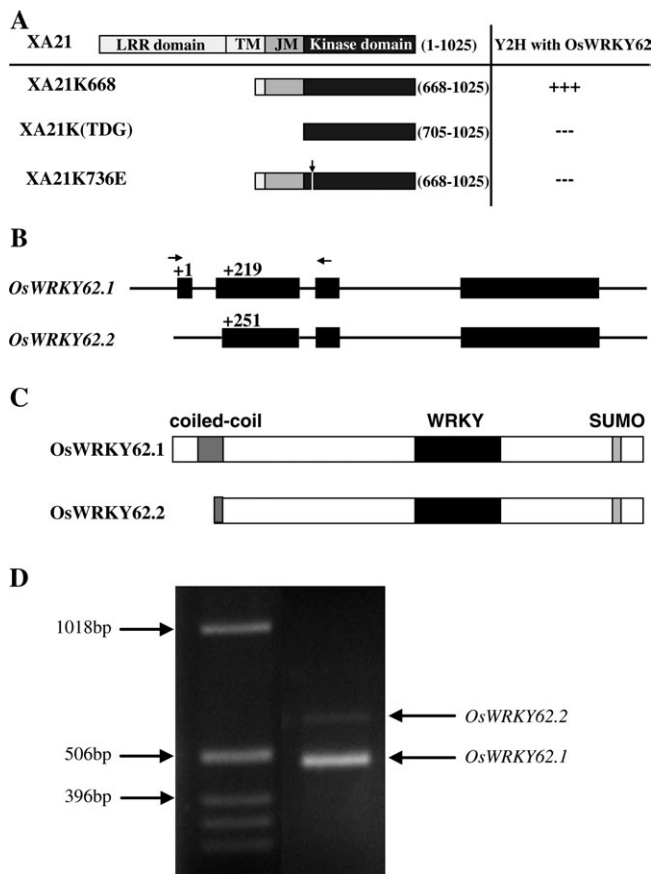 A
XA21 LRR domain TM JM Kinase domain (1-1025) Y2H with OsWRKY62
XA21K668 (668-1025) +++
XA21K(TDG) (705-1025) ---
XA21K736E (668-1025) ---
B
+1 +219
OsWRKY62.1
+251
OsWRKY62.2
C
coiled-coil WRKY SUMO
OsWRKY62.1
OsWRKY62.2
D
1018bp
OsWRKY62.2
506bp OsWRKY62.1
396bp